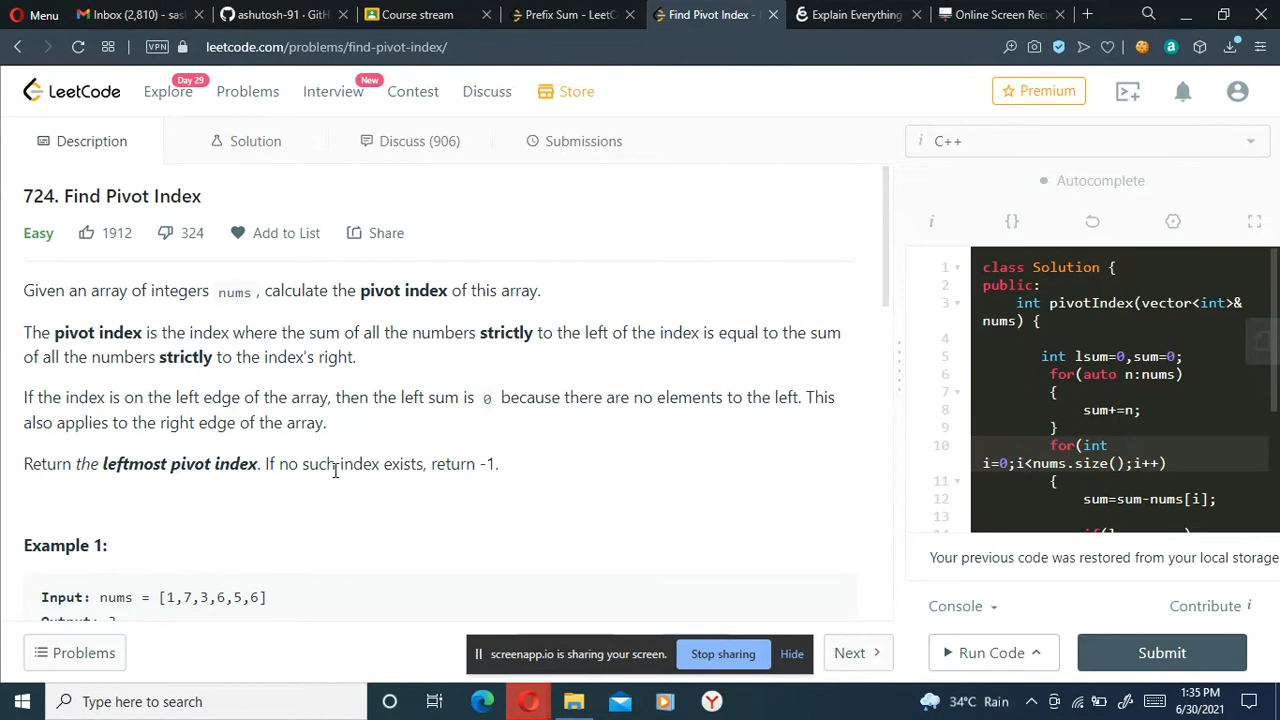 Menu
Inbox (2,810) - sas
ashutosh-91 · GitH
Course stream
Prefix Sum - LeetC
Find Pivot Index -
Explain Everything
Online Screen Rec
VPN
leetcode.com/problems/find-pivot-index/
LeetCode
Explore
Day 29
Problems
Interview
New
Contest
Discuss
Store
Premium
Description
Solution
Discuss (906)
Submissions
i C++
724. Find Pivot Index
Easy 1912 324 Add to List Share
Given an array of integers nums, calculate the pivot index of this array.
The pivot index is the index where the sum of all the numbers strictly to the left of the index is equal to the sum
of all the numbers strictly to the index's right.
If the index is on the left edge of the array, then the left sum is 0 because there are no elements to the left. This
also applies to the right edge of the array.
Return the leftmost pivot index. If no such index exists, return -1.
Example 1:
Input: nums = [1,7,3,6,5,6]
Autocomplete
i {}
1 class Solution {
2 public:
3 int pivotIndex(vector<int>&
nums) {
4
5 int lsum=0,sum=0;
6 for(auto n:nums)
7 {
8 sum+=n;
9 }
10 for(int
i=0;i<nums.size();i++)
11 {
12 sum=sum-nums[i];
13
Your previous code was restored from your local storage
Console
Contribute i
Problems
screenapp.io is sharing your screen.
Stop sharing
Hide
Next
Run Code
Submit
Type here to search
34°C Rain
1:35 PM
6/30/2021